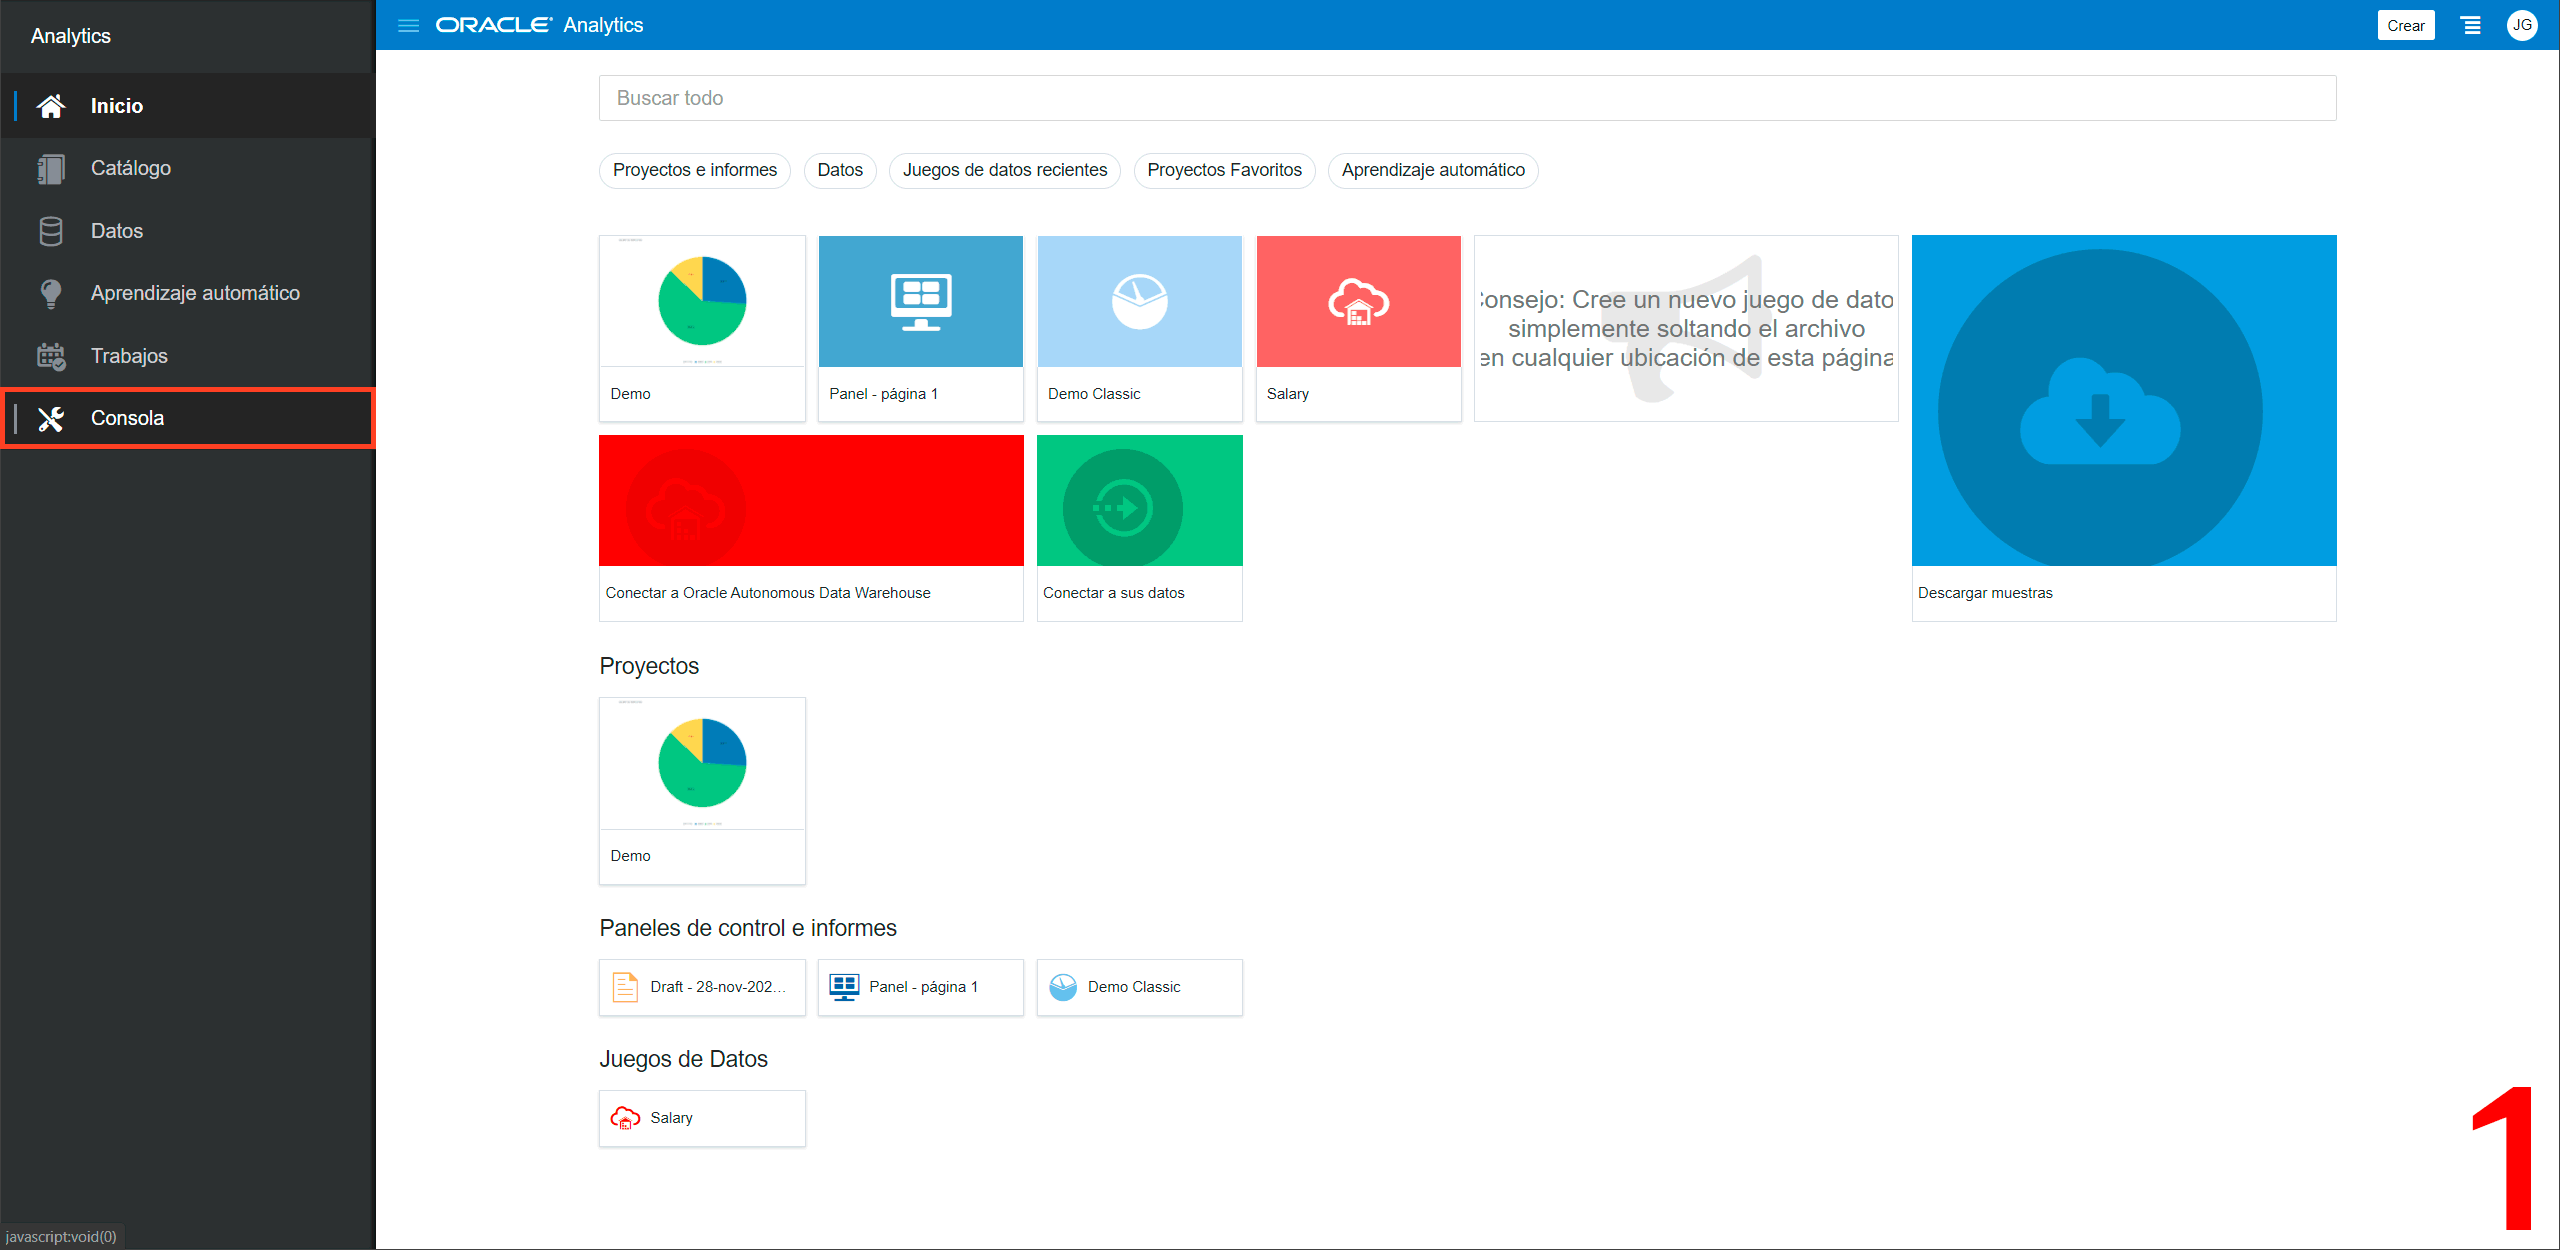 Analytics
Inicio
Catálogo
Datos
Aprendizaje automático
Trabajos
Consola
javascript:void(0)
ORACLE® Analytics
Crear
JG
Buscar todo
Proyectos e informes
Datos
Juegos de datos recientes
Proyectos Favoritos
Aprendizaje automático
Demo
Panel - página 1
Demo Classic
Salary
onsejo: Cree un nuevo juego de dato
simplemente soltando el archivo
en cualquier ubicación de esta página
Conectar a Oracle Autonomous Data Warehouse
Conectar a sus datos
Descargar muestras
Proyectos
Demo
Paneles de control e informes
Draft - 28-nov-202...
Panel - página 1
Demo Classic
Juegos de Datos
Salary
1